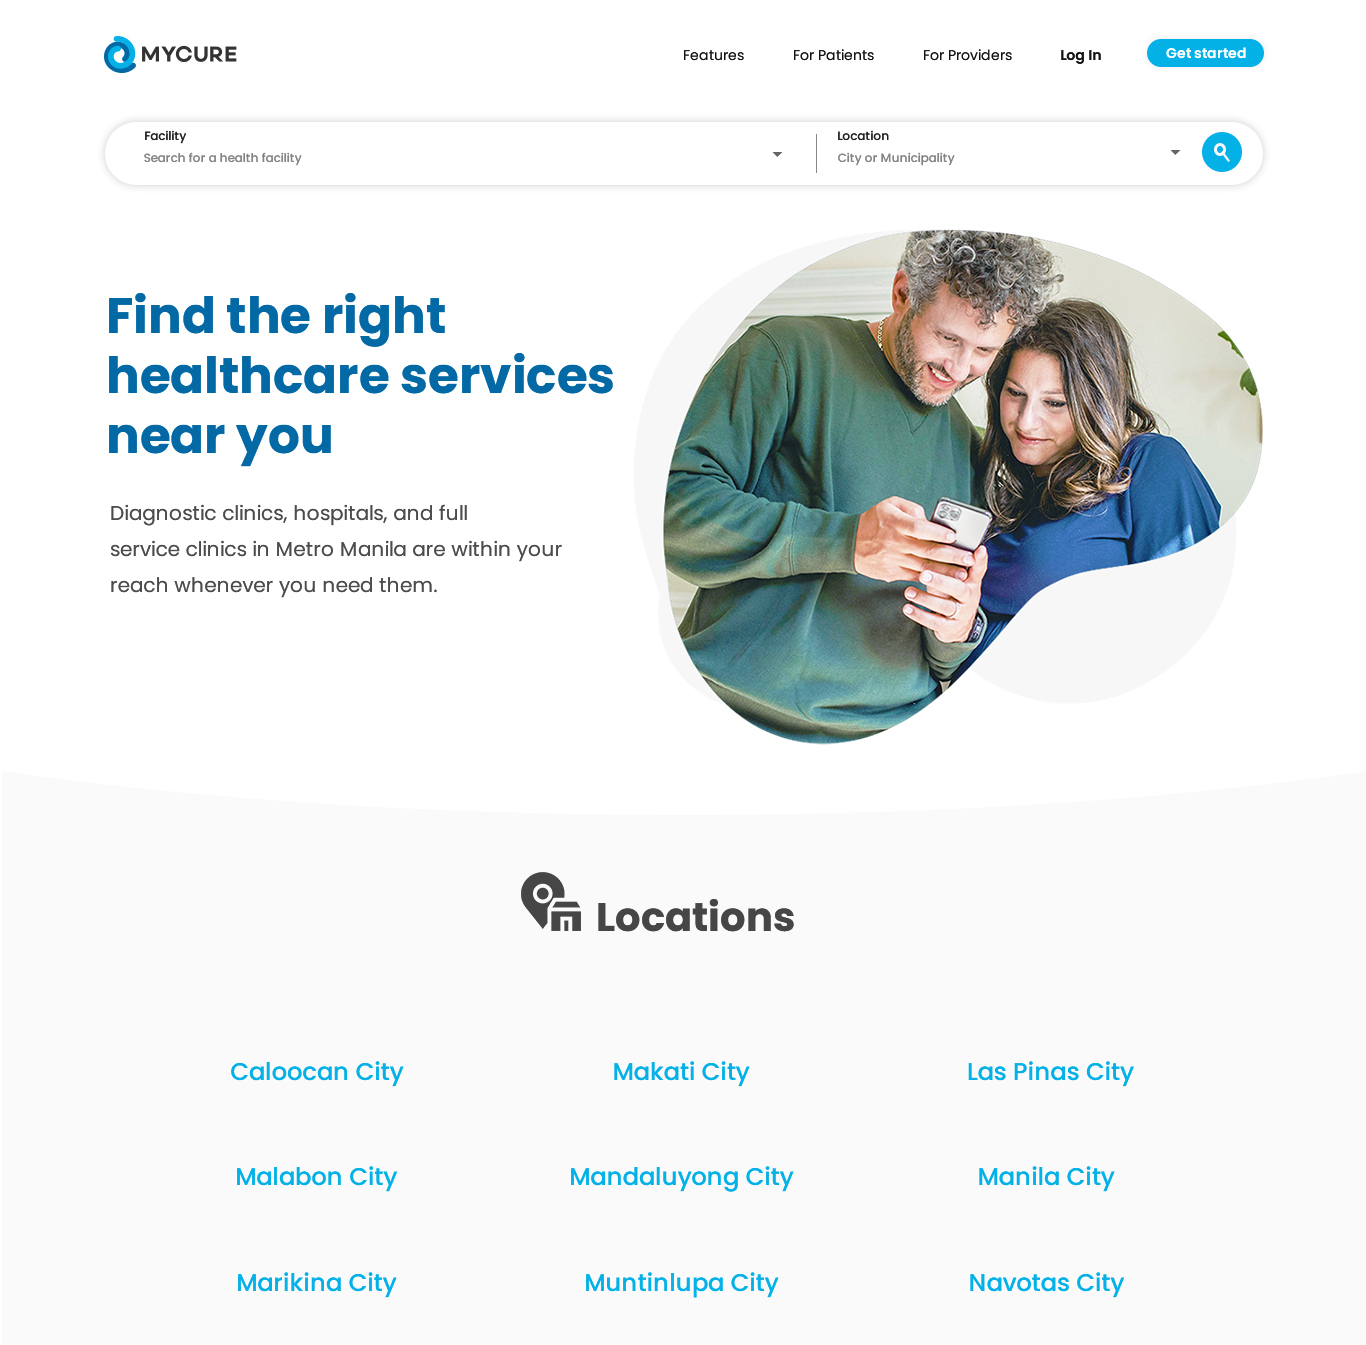 MYCURE
Features
For Patients
For Providers
Log In
Get started
Facility
Search for a health facility
Location
City or Municipality
Find the right
healthcare services
near you
Diagnostic clinics, hospitals, and full
service clinics in Metro Manila are within your
reach whenever you need them.
Locations
Caloocan City
Makati City
Las Pinas City
Malabon City
Mandaluyong City
Manila City
Marikina City
Muntinlupa City
Navotas City